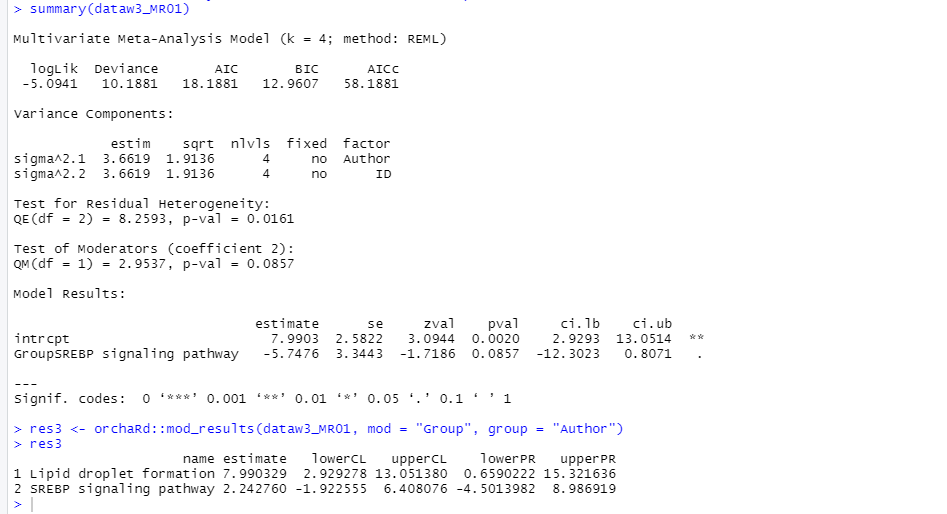 > summary(dataw3_MR01)
Multivariate Meta-Analysis Model (k = 4; method: REML)
logLik Deviance AIC BIC AICc
-5.0941 10.1881 18.1881 12.9607 58.1881
Variance Components:
estim sqrt nlvls fixed factor
sigma^2.1 3.6619 1.9136 4 no Author
sigma^2.2 3.6619 1.9136 4 no ID
Test for Residual Heterogeneity:
QE(df = 2) = 8.2593, p-val = 0.0161
Test of Moderators (coefficient 2):
QM(df = 1) = 2.9537, p-val = 0.0857
Model Results:
estimate se zval pval ci.lb ci.ub
intrcpt 7.9903 2.5822 3.0944 0.0020 2.9293 13.0514 **
GroupSREBP signaling pathway -5.7476 3.3443 -1.7186 0.0857 -12.3023 0.8071 .
---
Signif. codes: 0 ‘***’ 0.001 ‘**’ 0.01 ‘*’ 0.05 ‘.’ 0.1 ‘ ’ 1
> res3 <- orchaRd::mod_results(dataw3_MR01, mod = "Group", group = "Author")
> res3
name estimate lowerCL upperCL lowerPR upperPR
1 Lipid droplet formation 7.990329 2.929278 13.051380 0.6590222 15.321636
2 SREBP signaling pathway 2.242760 -1.922555 6.408076 -4.5013982 8.986919
>